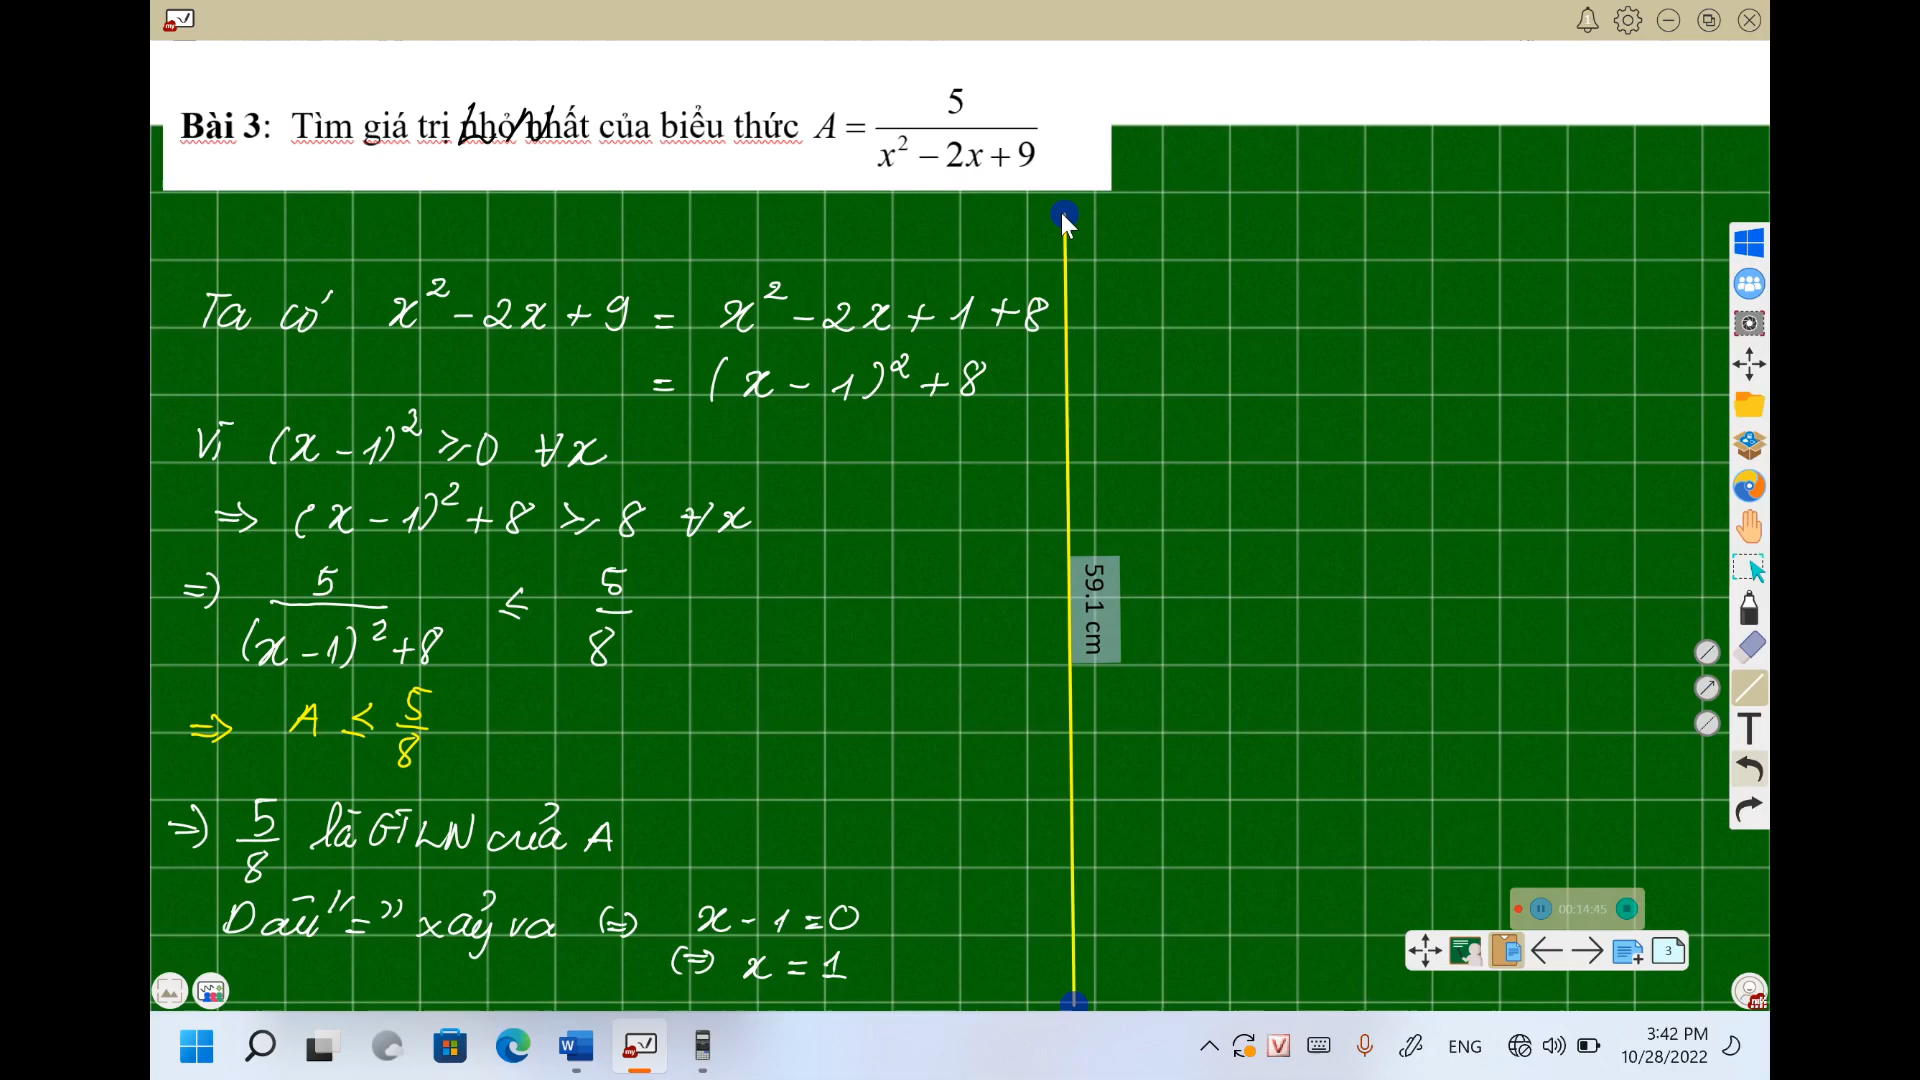 Bài 3: Tìm giá trị nhỏ nhất của biểu thức A = 5 / (x² − 2x + 9)
LN
Ta có x² − 2x + 9 = x² − 2x + 1 + 8
= (x − 1)² + 8
Vì (x − 1)² ≥ 0 ∀x
⇒ (x − 1)² + 8 ≥ 8 ∀x
⇒ 5 / ((x − 1)² + 8) ≤ 5/8
⇒ A ≤ 5/8
⇒ 5/8 là GTLN của A
Dấu "=" xảy ra ⇔ x − 1 = 0
⇔ x = 1
59.1 cm
00:14:45
3
ENG
3:42 PM
10/28/2022